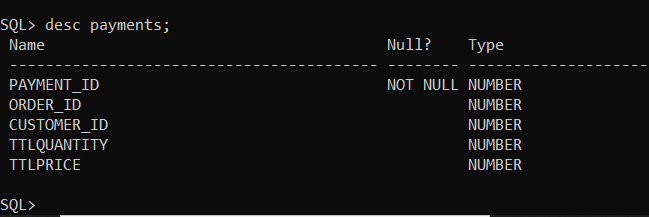 SQL> desc payments;
Name Null? Type
----------------------------------------- -------- --------------------
PAYMENT_ID NOT NULL NUMBER
ORDER_ID NUMBER
CUSTOMER_ID NUMBER
TTLQUANTITY NUMBER
TTLPRICE NUMBER
SQL>